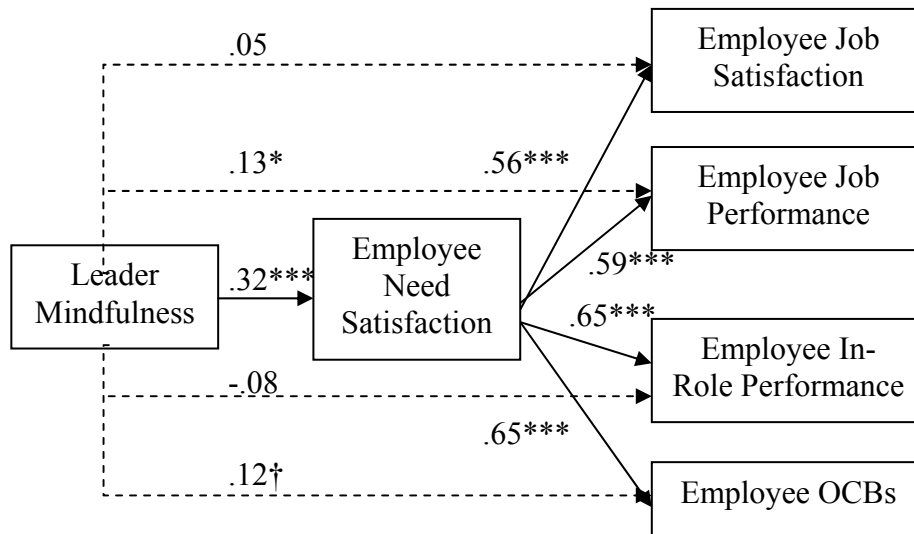 .05
Employee Job
Satisfaction
.13*
.56***
Employee Job
Performance
Leader
Mindfulness
.32***
Employee
Need
Satisfaction
.59***
.65***
Employee In-
Role Performance
-.08
.65***
.12†
Employee OCBs